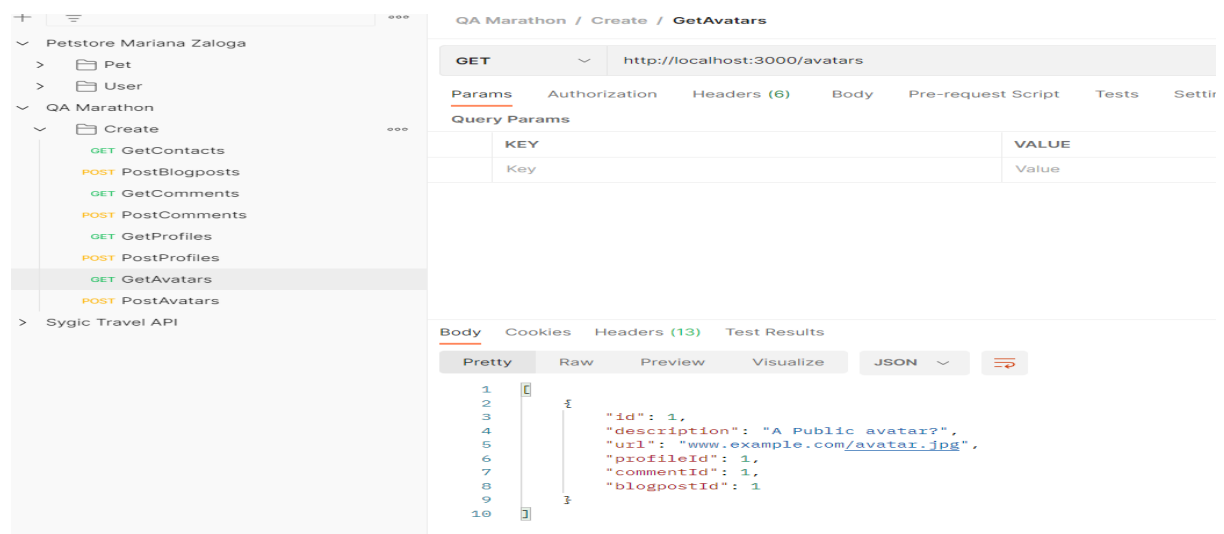 QA Marathon / Create / GetAvatars
Petstore Mariana Zaloga
Pet
User
QA Marathon
Create
GET GetContacts
POST PostBlogposts
GET GetComments
POST PostComments
GET GetProfiles
POST PostProfiles
GET GetAvatars
POST PostAvatars
Sygic Travel API
GET http://localhost:3000/avatars
Params Authorization Headers (6) Body Pre-request Script Tests
Query Params
KEY VALUE
Key Value
Body Cookies Headers (13) Test Results
Pretty Raw Preview Visualize JSON
1 [
2 {
3 "id": 1,
4 "description": "A Public avatar?",
5 "url": "www.example.com/avatar.jpg",
6 "profileId": 1,
7 "commentId": 1,
8 "blogpostId": 1
9 }
10 ]